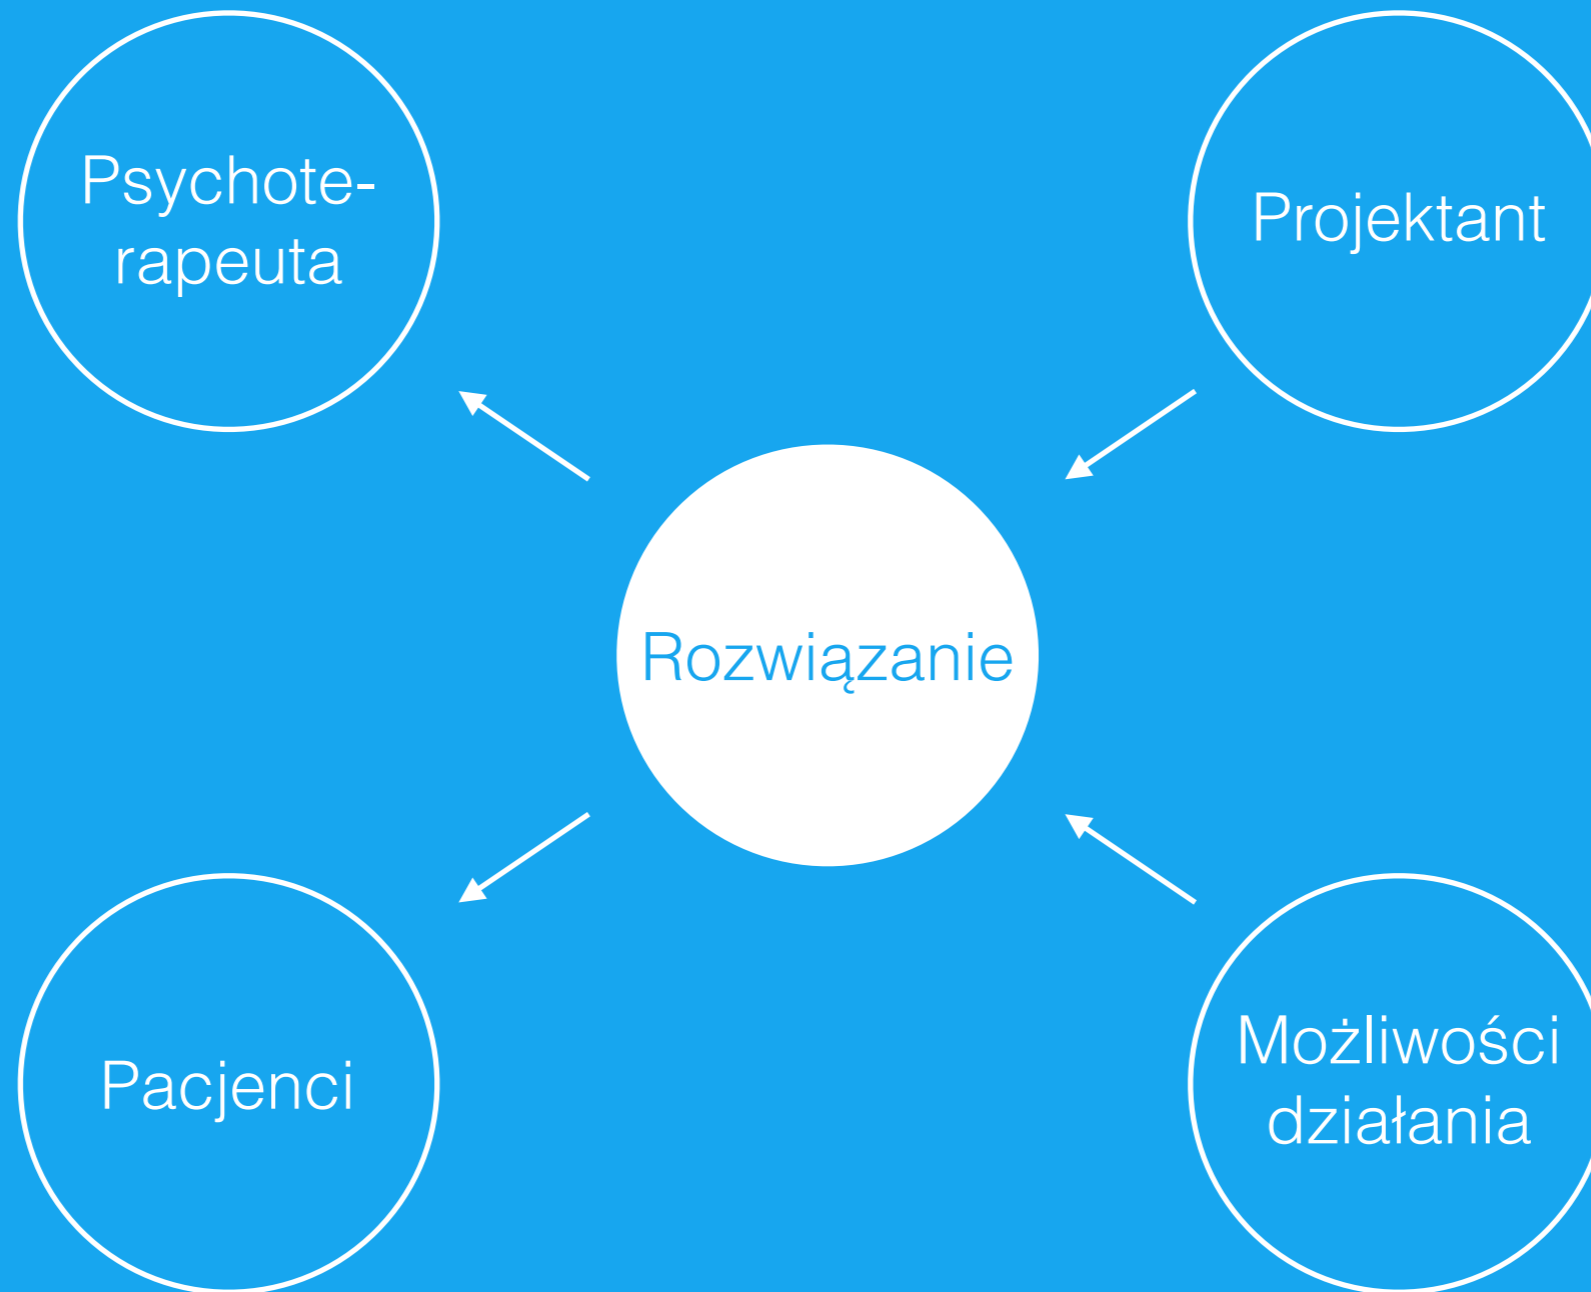 Psychote-
rapeuta
Projektant
Rozwiązanie
Pacjenci
Możliwości
działania